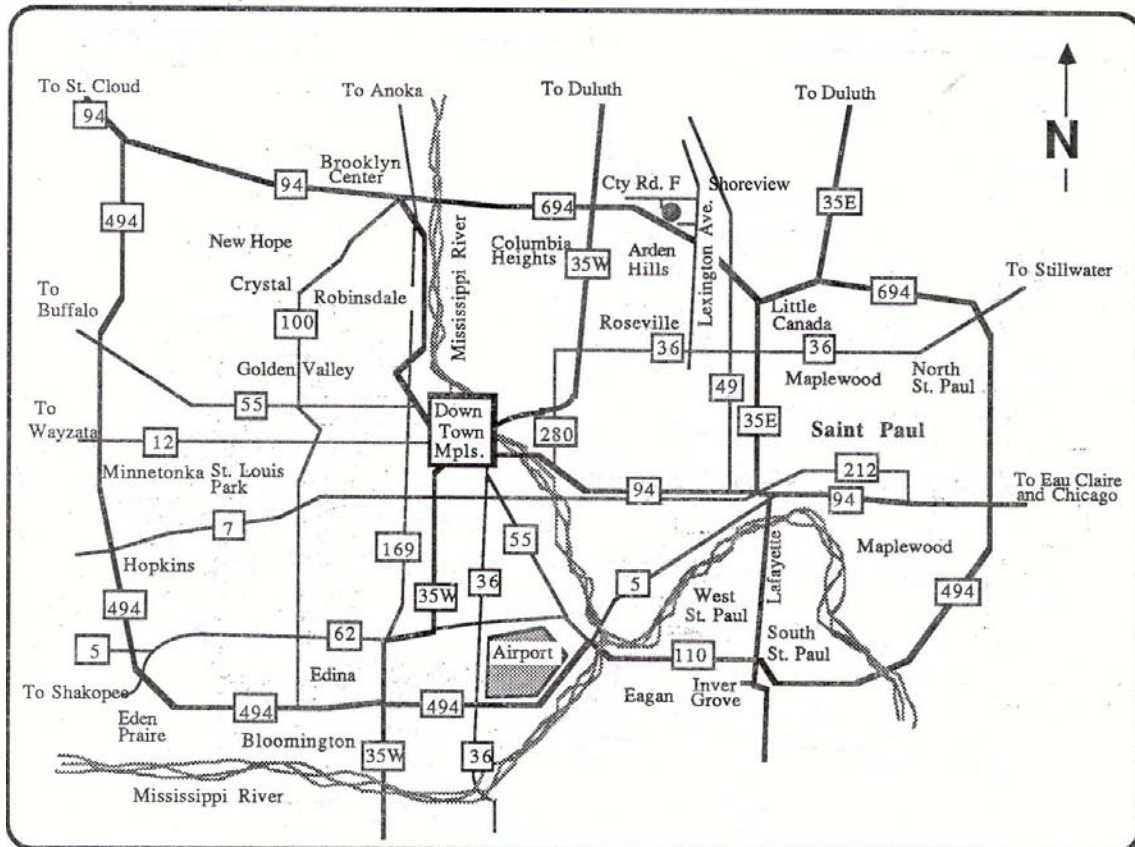 To St. Cloud
94
To Anoka
To Duluth
To Duluth
N
Brooklyn
Center
94
Cty Rd. F
Shoreview
694
35E
494
New Hope
Mississippi River
Columbia
Heights
35W
Arden
Hills
Lexington Ave.
To Stillwater
To
Buffalo
Crystal
Robinsdale
100
Little
Canada
694
Roseville
36
36
Maplewood
North
St. Paul
Golden Valley
55
49
To
Wayzata
12
Down
Town
Mpls.
280
35E
Saint Paul
Minnetonka
St. Louis
Park
212
94
94
To Eau Claire
and Chicago
7
Hopkins
169
55
Maplewood
Lafayette
494
36
35W
5
West
St. Paul
494
62
5
Airport
110
South
St. Paul
To Shakopee
Edina
Eagan
Inver
Grove
Eden
Praire
494
494
Bloomington
35W
36
Mississippi River